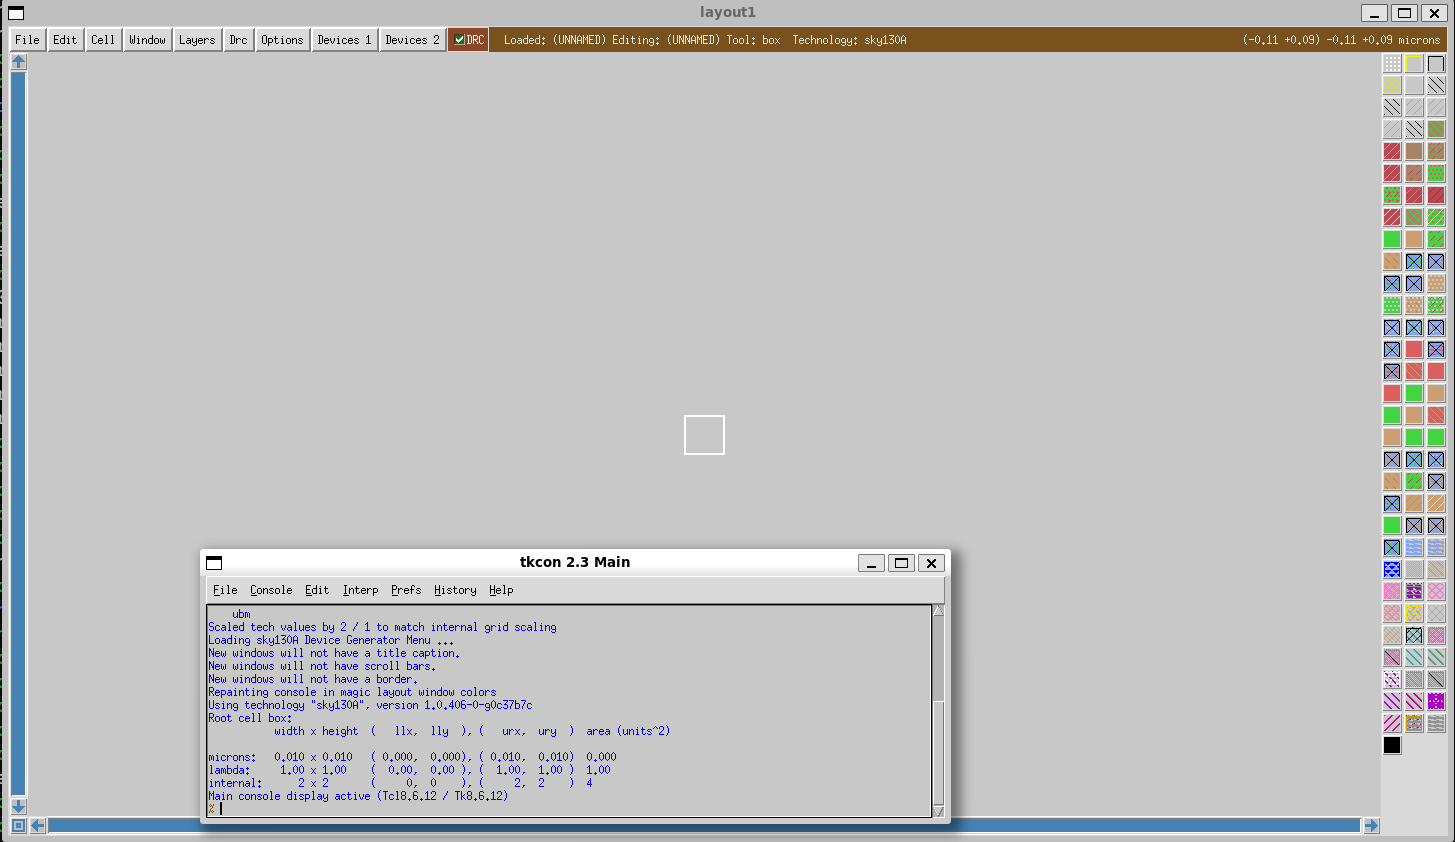 layout1
File Edit Cell Window Layers Drc Options Devices 1 Devices 2 DRC Loaded: (UNNAMED) Editing: (UNNAMED) Tool: box Technology: sky130A (-0.11 +0.09) -0.11 +0.09 microns
tkcon 2.3 Main
File Console Edit Interp Prefs History Help
ubm
Scaled tech values by 2 / 1 to match internal grid scaling
Loading sky130A Device Generator Menu ...
New windows will not have a title caption.
New windows will not have scroll bars.
New windows will not have a border.
Repainting console in magic layout window colors
Using technology "sky130A", version 1.0.406-0-g0c37b7c
Root cell box:
width x height ( llx, lly ), ( urx, ury ) area (units^2)
microns: 0.010 x 0.010 ( 0.000, 0.000), ( 0.010, 0.010) 0.000
lambda: 1.00 x 1.00 ( 0.00, 0.00 ), ( 1.00, 1.00 ) 1.00
internal: 2 x 2 ( 0, 0 ), ( 2, 2 ) 4
Main console display active (Tcl8.6.12 / Tk8.6.12)
%